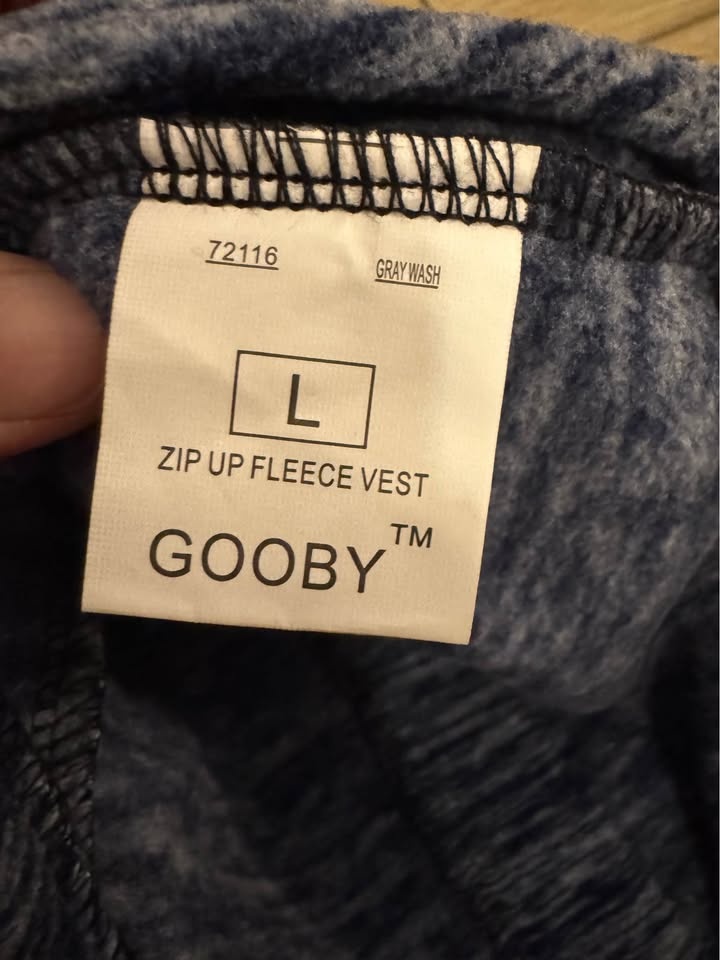 72116 GRAY WASH
L
ZIP UP FLEECE VEST
GOOBY™